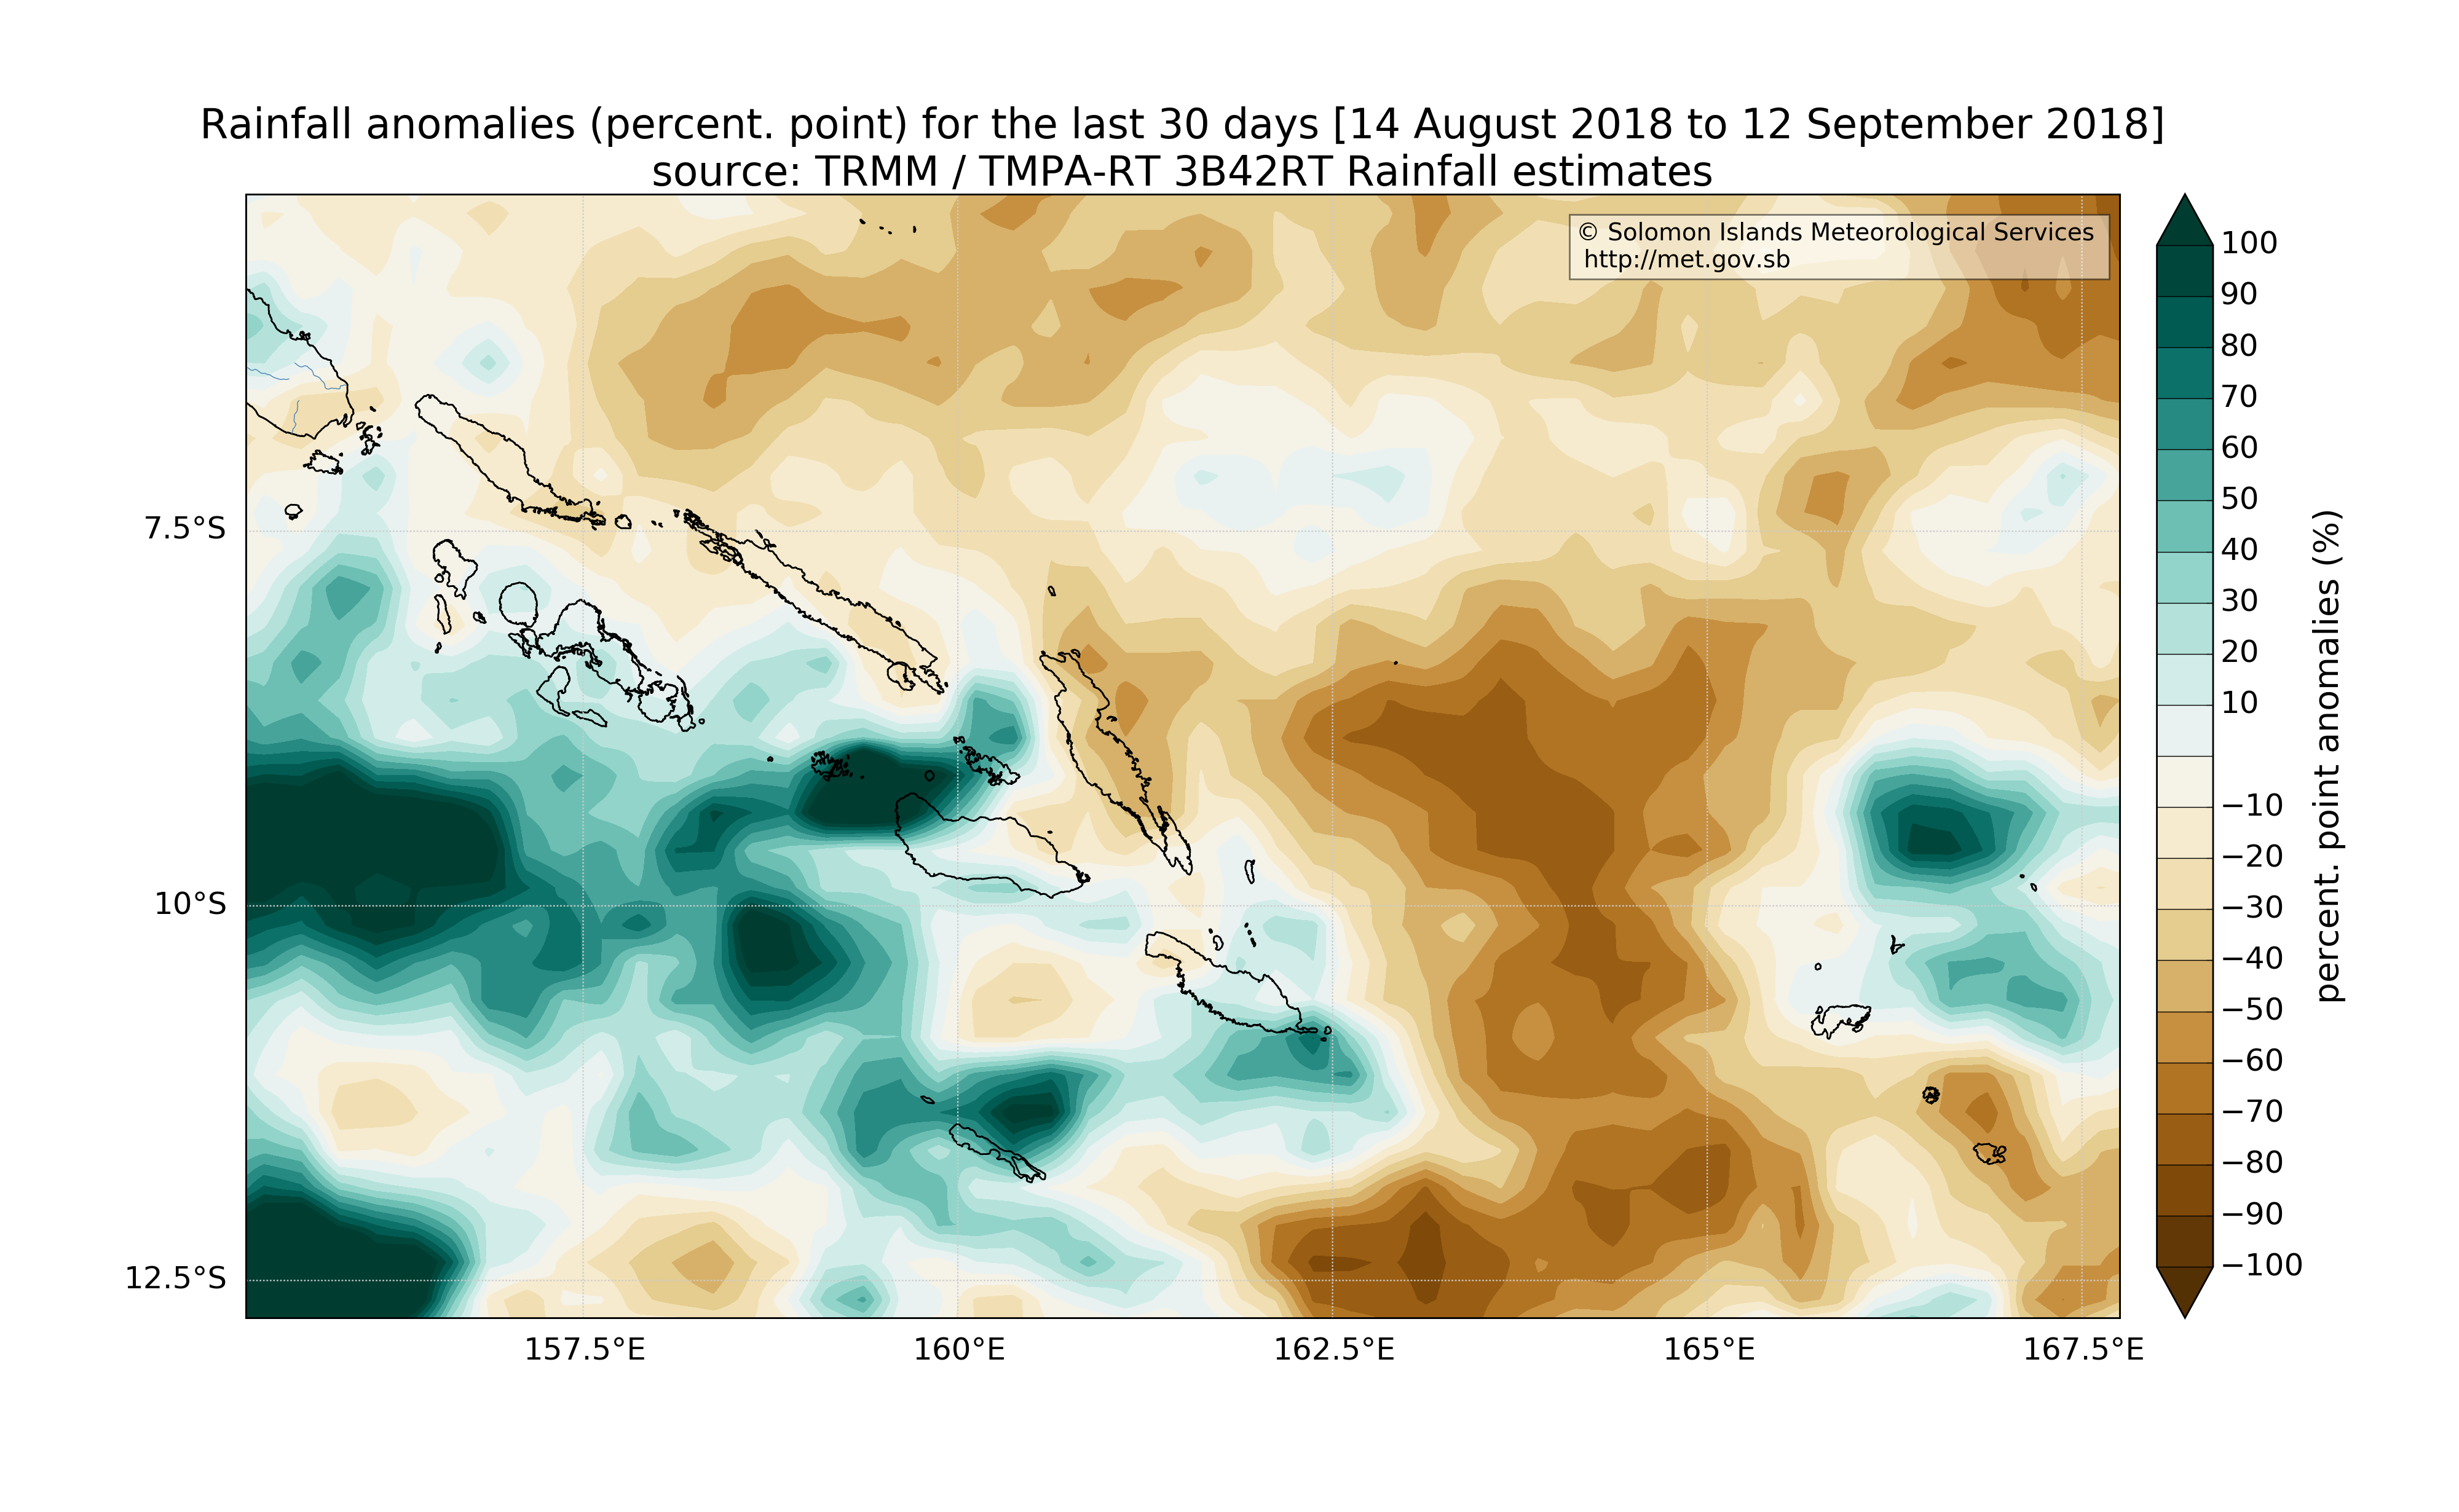 Rainfall anomalies (percent. point) for the last 30 days [14 August 2018 to 12 September 2018]
source: TRMM / TMPA-RT 3B42RT Rainfall estimates
© Solomon Islands Meteorological Services
http://met.gov.sb
7.5°S
10°S
12.5°S
157.5°E
160°E
162.5°E
165°E
167.5°E
100
90
80
70
60
50
40
30
20
10
−10
−20
−30
−40
−50
−60
−70
−80
−90
−100
percent. point anomalies (%)